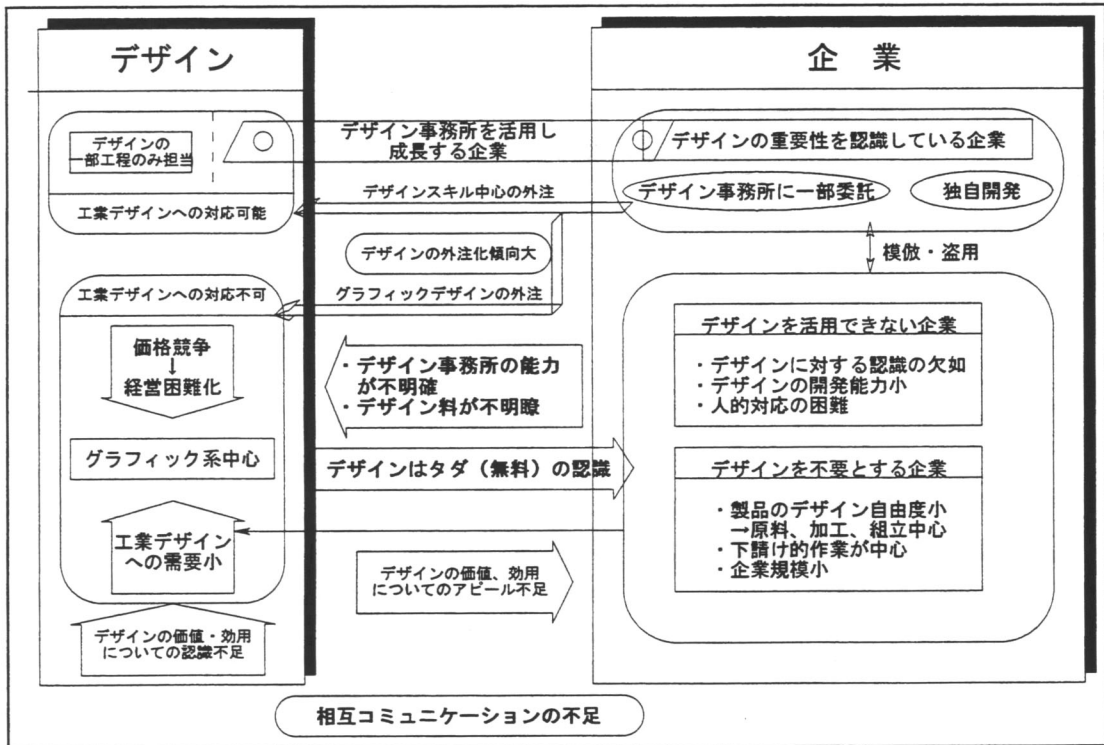 デザイン
企　業
デザインの
一部工程のみ担当
工業デザインへの対応可能
デザイン事務所を活用し
成長する企業
デザインの重要性を認識している企業
デザイン事務所に一部委託
独自開発
デザインスキル中心の外注
デザインの外注化傾向大
グラフィックデザインの外注
模倣・盗用
工業デザインへの対応不可
価格競争
↓
経営困難化
グラフィック系中心
工業デザイン
への需要小
デザインの価値・効用
についての認識不足
・デザイン事務所の能力
が不明確
・デザイン料が不明瞭
デザインはタダ（無料）の認識
デザインの価値、効用
についてのアピール不足
デザインを活用できない企業
・デザインに対する認識の欠如
・デザインの開発能力小
・人的対応の困難
デザインを不要とする企業
・製品のデザイン自由度小
→原料、加工、組立中心
・下請け的作業が中心
・企業規模小
相互コミュニケーションの不足